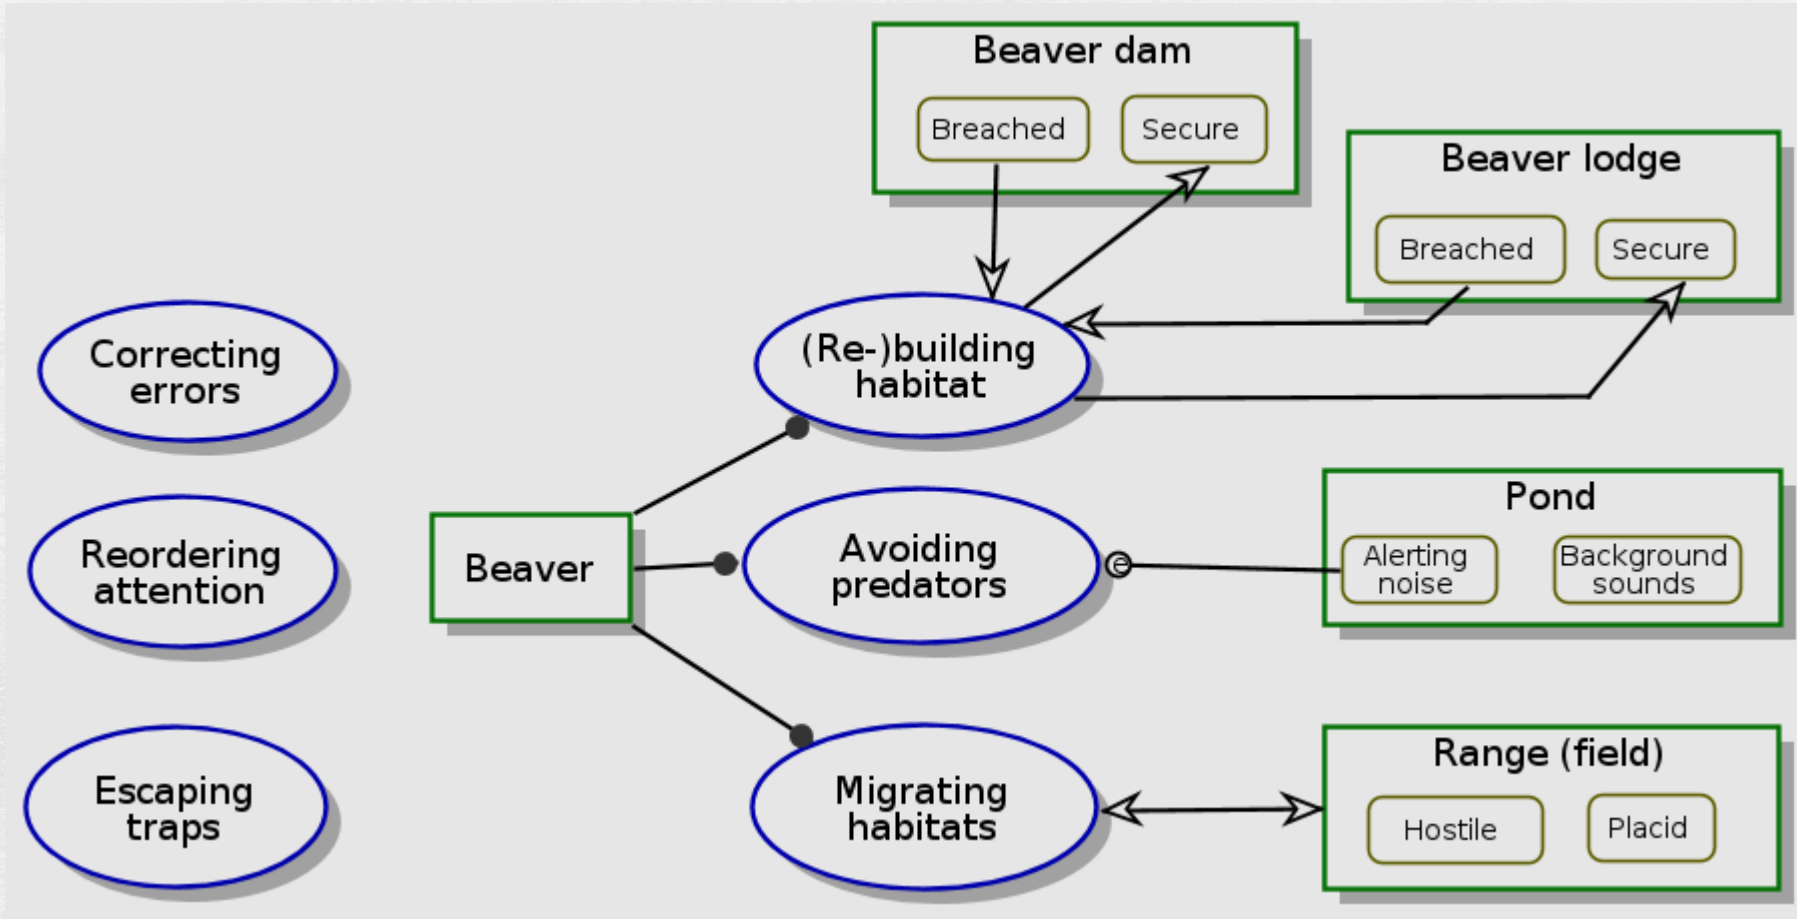 Beaver dam
Breached
Secure
Beaver lodge
Breached
Secure
Correcting
errors
(Re-)building
habitat
Reordering
attention
Beaver
Avoiding
predators
e
Pond
Alerting
noise
Background
sounds
Escaping
traps
Migrating
habitats
Range (field)
Hostile
Placid